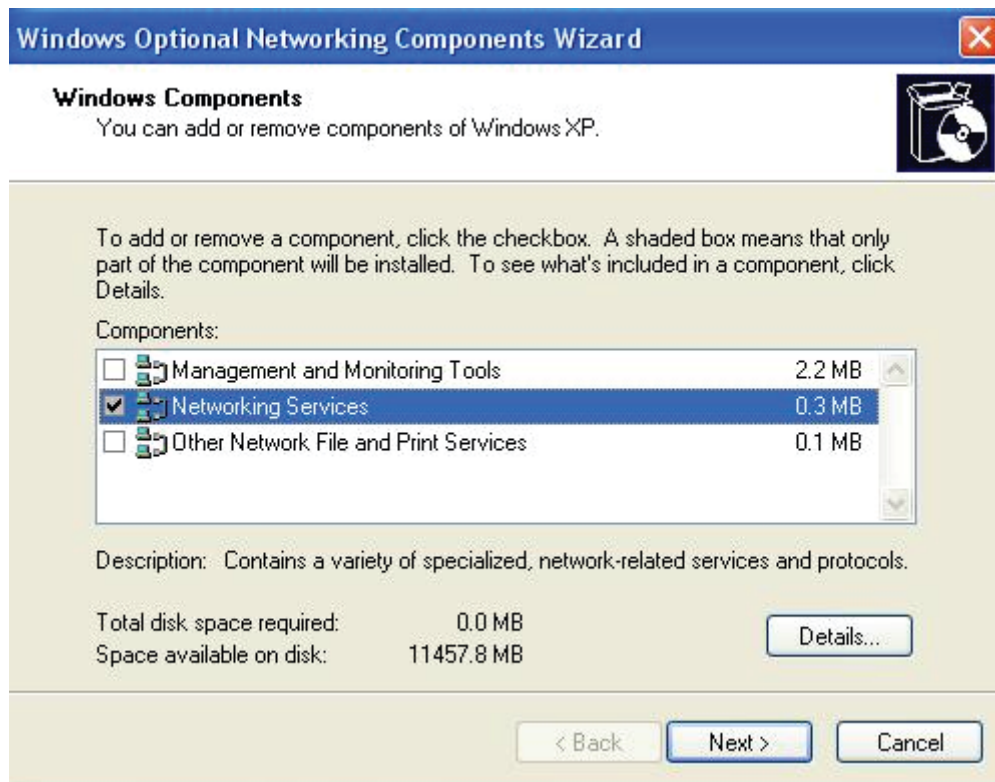 Windows Optional Networking Components Wizard
Windows Components
You can add or remove components of Windows XP.
To add or remove a component, click the checkbox. A shaded box means that only
part of the component will be installed. To see what's included in a component, click
Details.
Components:
Management and Monitoring Tools 2.2 MB
Networking Services 0.3 MB
Other Network File and Print Services 0.1 MB
Description: Contains a variety of specialized, network-related services and protocols.
Total disk space required: 0.0 MB
Space available on disk: 11457.8 MB
Details...
< Back Next > Cancel